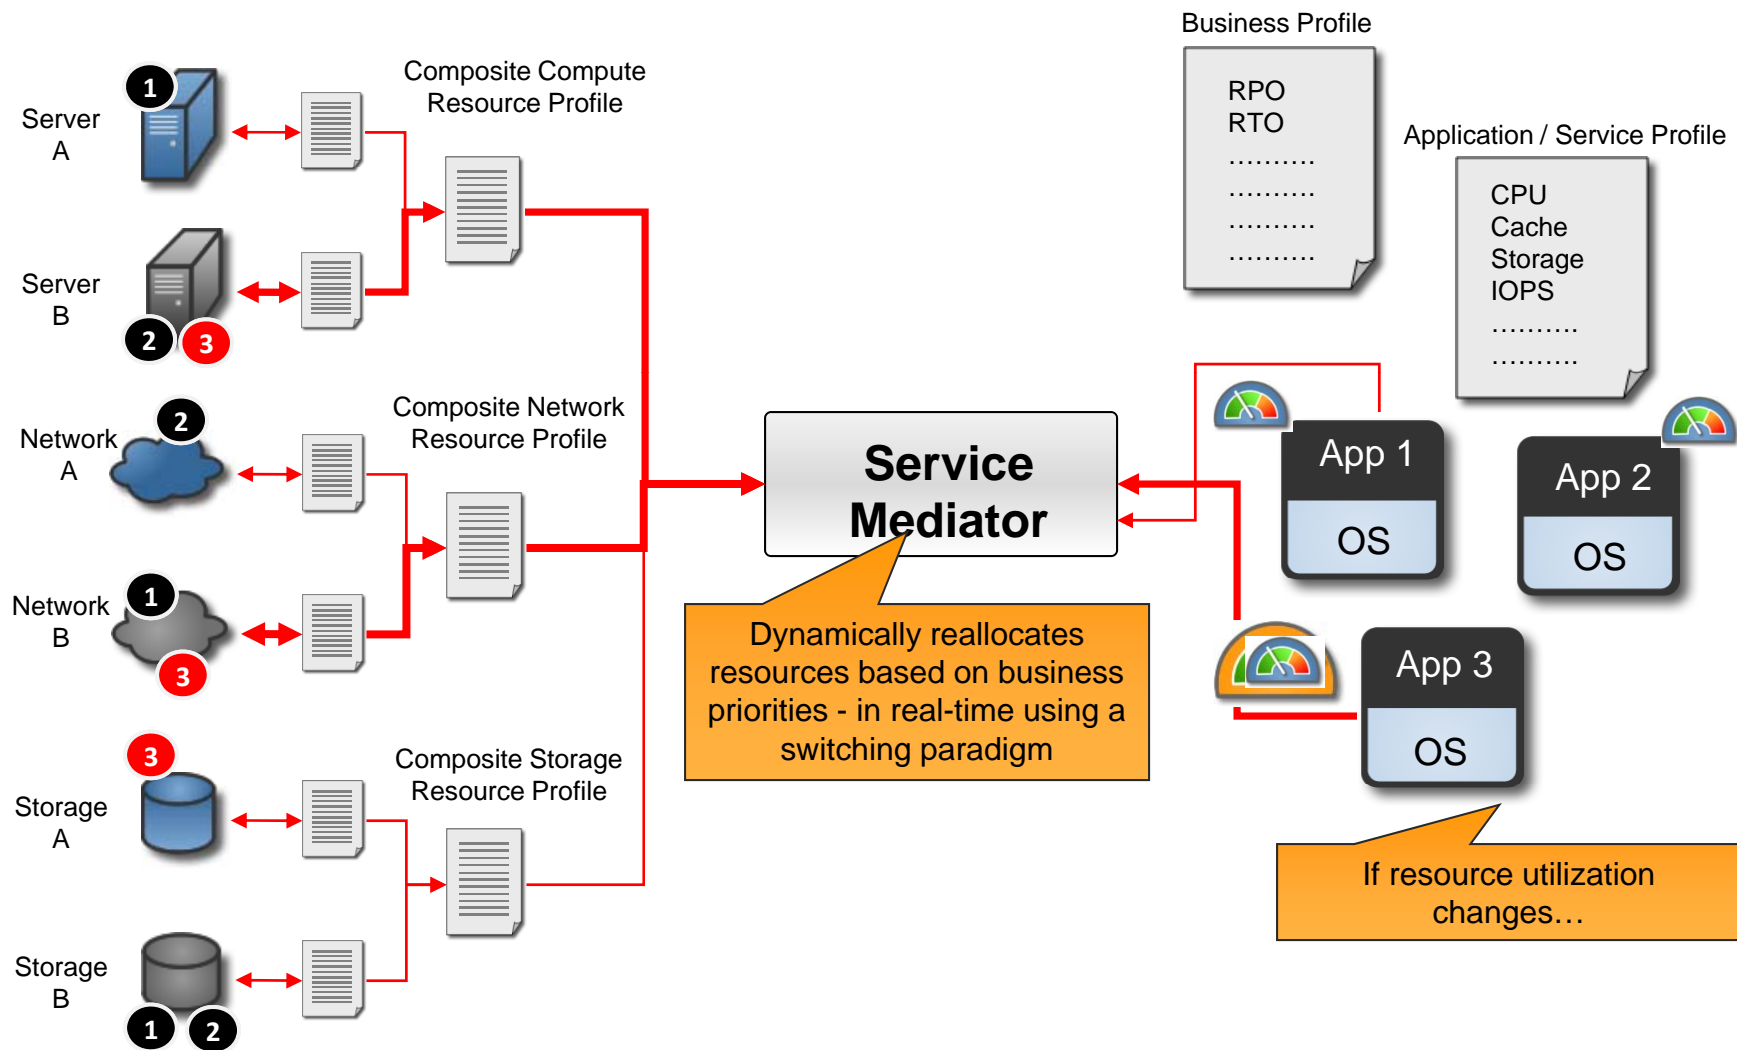 Business Profile
RPO
RTO
……….
……….
……….
……….
Application / Service Profile
CPU
Cache
Storage
IOPS
……….
……….
Composite Compute
Resource Profile
1
Server
A
Server
B
2
3
Composite Network
Resource Profile
2
Network
A
Network
B
1
3
Composite Storage
Resource Profile
3
Storage
A
Storage
B
1
2
Service
Mediator
Dynamically reallocates
resources based on business
priorities - in real-time using a
switching paradigm
App 1
OS
App 2
OS
App 3
OS
If resource utilization
changes…